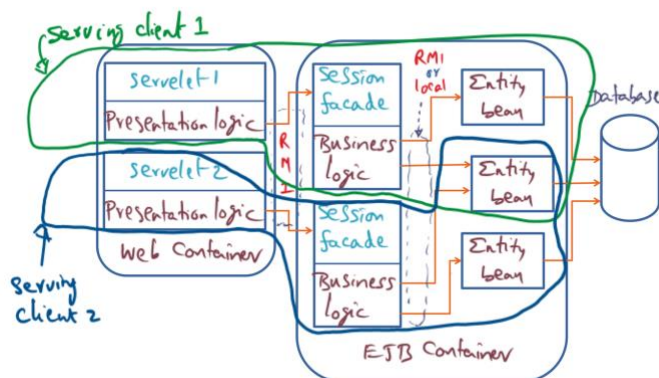 Serving client 1
Servelet-1
Presentation logic
Servelet-2
Presentation logic
Web Container
Serving
client 2
RMI
Session
facade
Business
logic
Session
facade
Business
logic
RMI
or
local
Entity
bean
Entity
bean
Entity
bean
EJB Container
Database